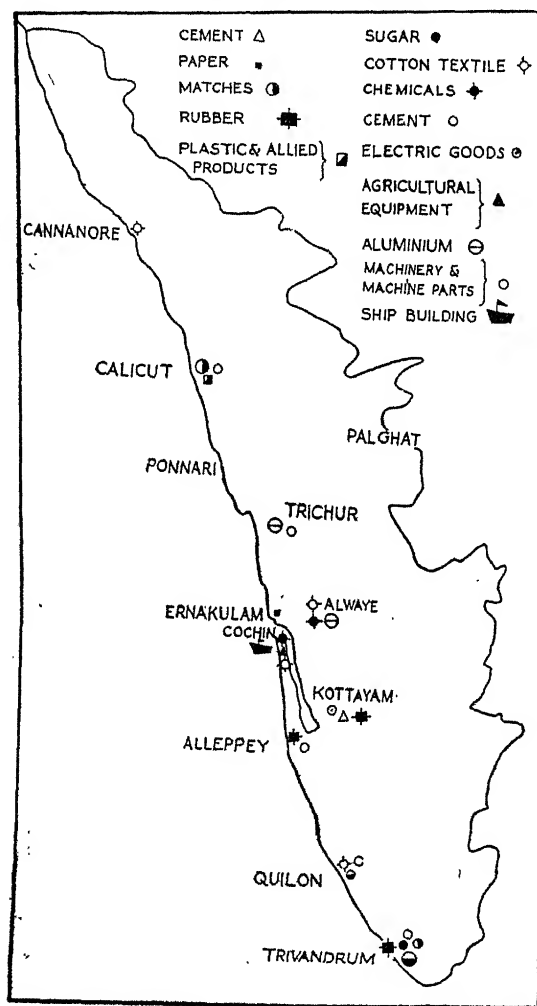 CEMENT
PAPER
MATCHES
RUBBER
PLASTIC & ALLIED
PRODUCTS
SUGAR
COTTON TEXTILE
CHEMICALS
CEMENT
ELECTRIC GOODS
AGRICULTURAL
EQUIPMENT
ALUMINIUM
MACHINERY &
MACHINE PARTS
SHIP BUILDING
CANNANORE
CALICUT
PALGHAT
PONNARI
TRICHUR
ALWAYE
ERNAKULAM
COCHIN
KOTTAYAM
ALLEPPEY
QUILON
TRIVANDRUM